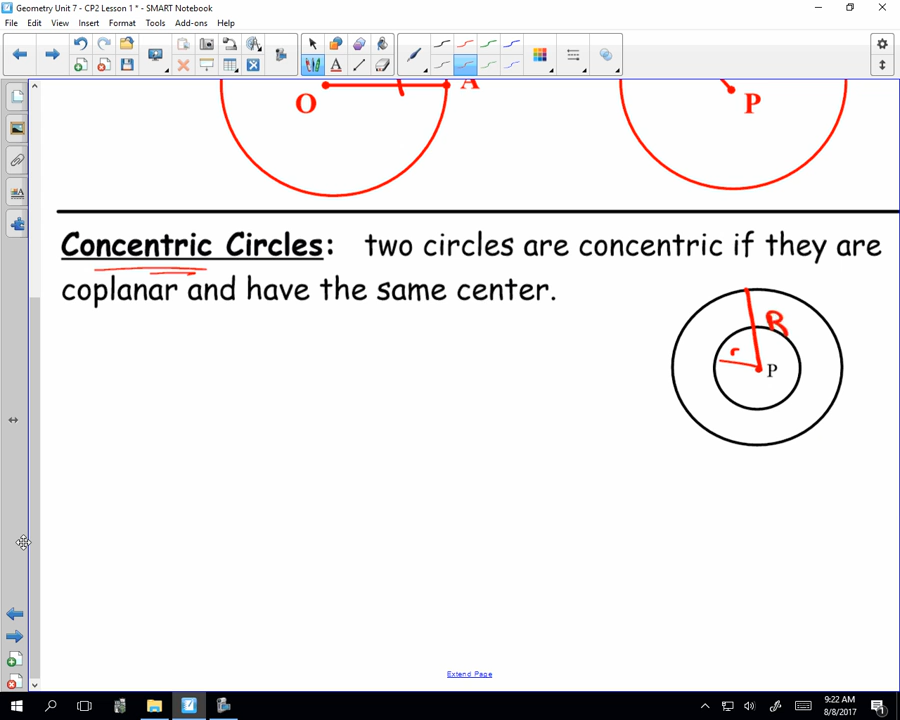 Geometry Unit 7 - CP2 Lesson 1 * - SMART Notebook
File Edit View Insert Format Tools Add-ons Help
O A P
Concentric Circles: two circles are concentric if they are
coplanar and have the same center.
R
r
P
Extend Page
9:22 AM
8/8/2017